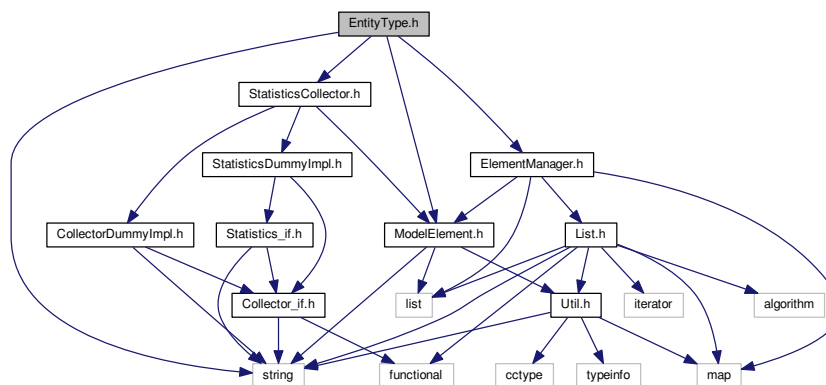 EntityType.h
StatisticsCollector.h
StatisticsDummyImpl.h
ElementManager.h
CollectorDummyImpl.h
Statistics_if.h
ModelElement.h
List.h
Collector_if.h
list
Util.h
iterator
algorithm
string
functional
cctype
typeinfo
map